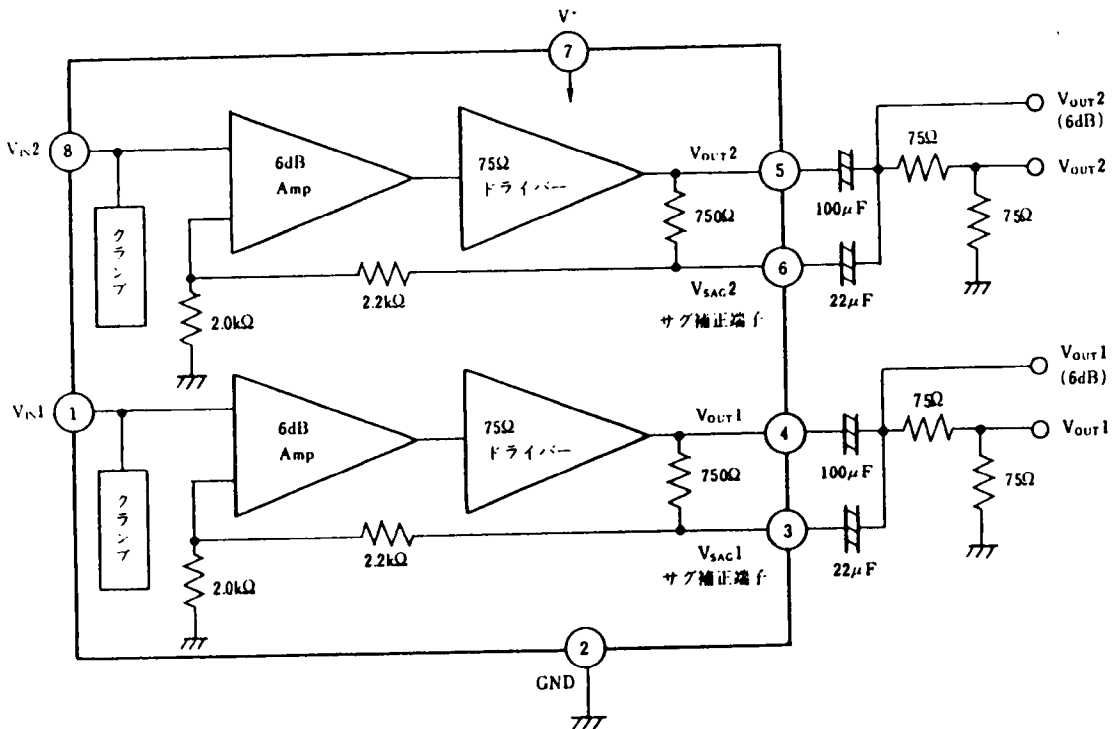 V+
7
VIN2
8
6dB
Amp
75Ω
ドライバー
VOUT2
5
100μF
75Ω
VOUT2
(6dB)
VOUT2
75Ω
クランプ
750Ω
6
22μF
2.2kΩ
VSAG2
サグ補正端子
2.0kΩ
VIN1
1
6dB
Amp
75Ω
ドライバー
VOUT1
4
100μF
75Ω
VOUT1
(6dB)
VOUT1
75Ω
クランプ
750Ω
3
22μF
2.2kΩ
VSAG1
サグ補正端子
2.0kΩ
2
GND